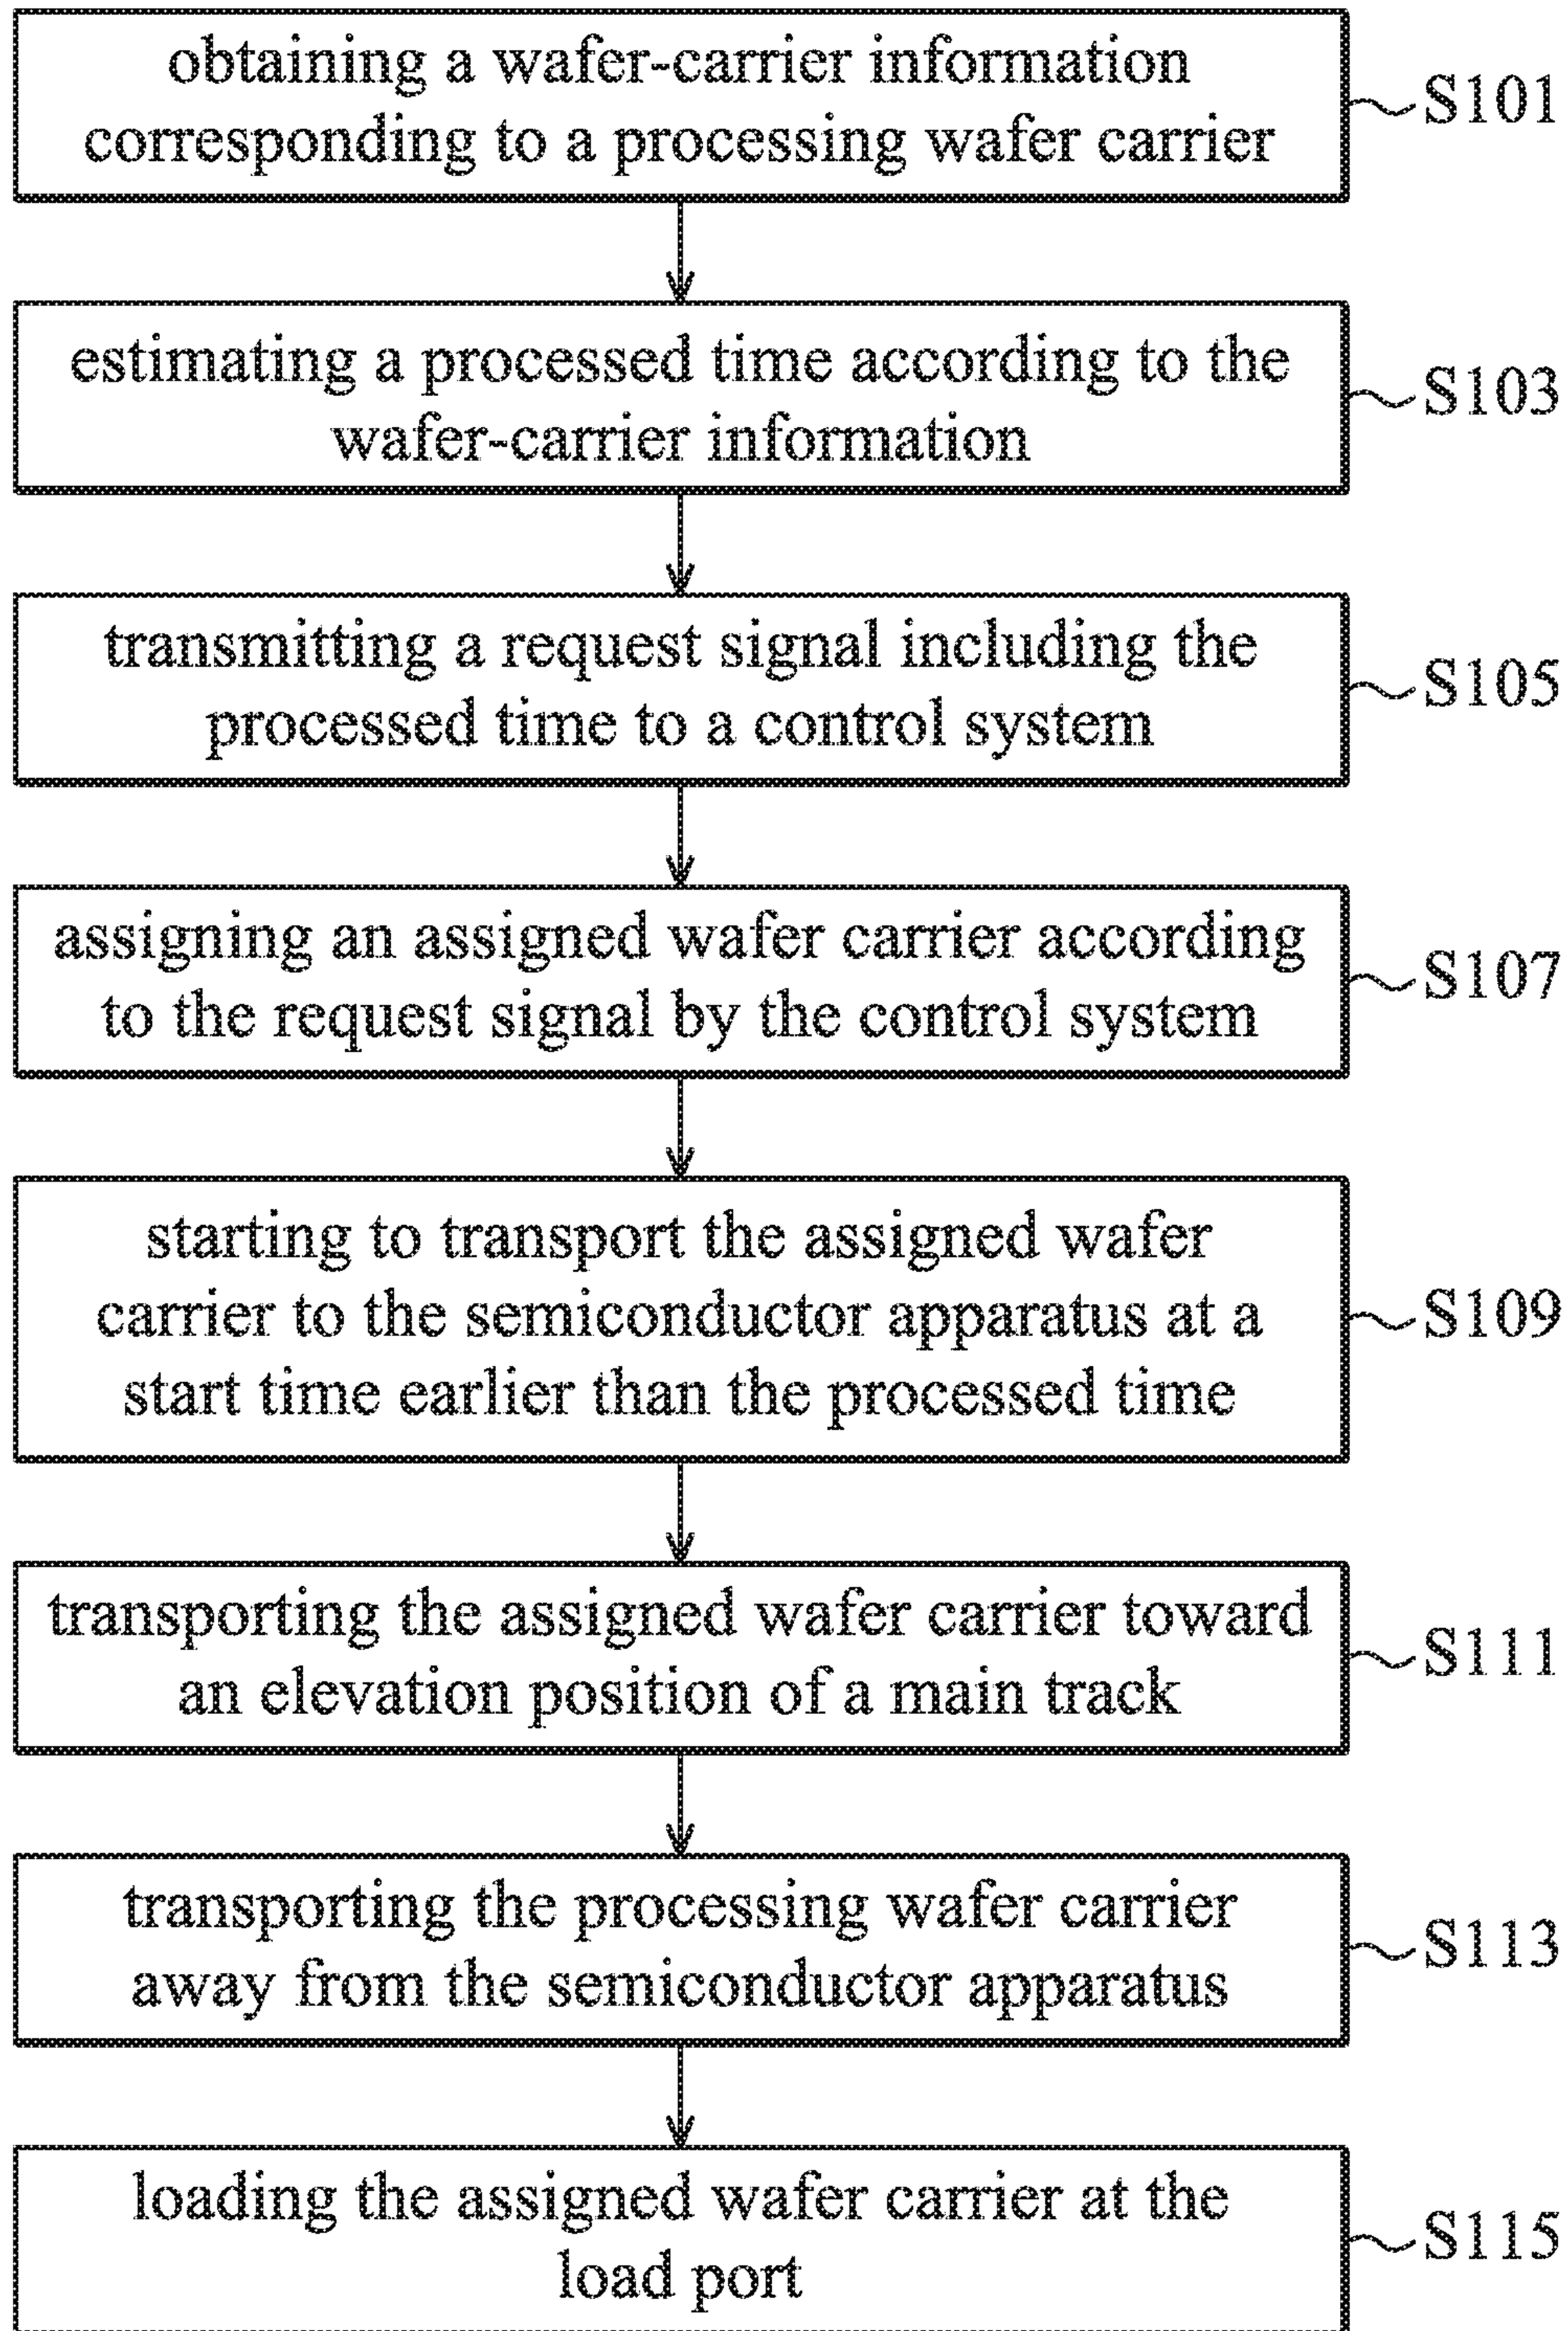 obtaining a wafer-carrier information
corresponding to a processing wafer carrier
S101
estimating a processed time according to the
wafer-carrier information
S103
transmitting a request signal including the
processed time to a control system
S105
assigning an assigned wafer carrier according
to the request signal by the control system
S107
starting to transport the assigned wafer
carrier to the semiconductor apparatus at a
start time earlier than the processed time
S109
transporting the assigned wafer carrier toward
an elevation position of a main track
S111
transporting the processing wafer carrier
away from the semiconductor apparatus
S113
loading the assigned wafer carrier at the
load port
S115